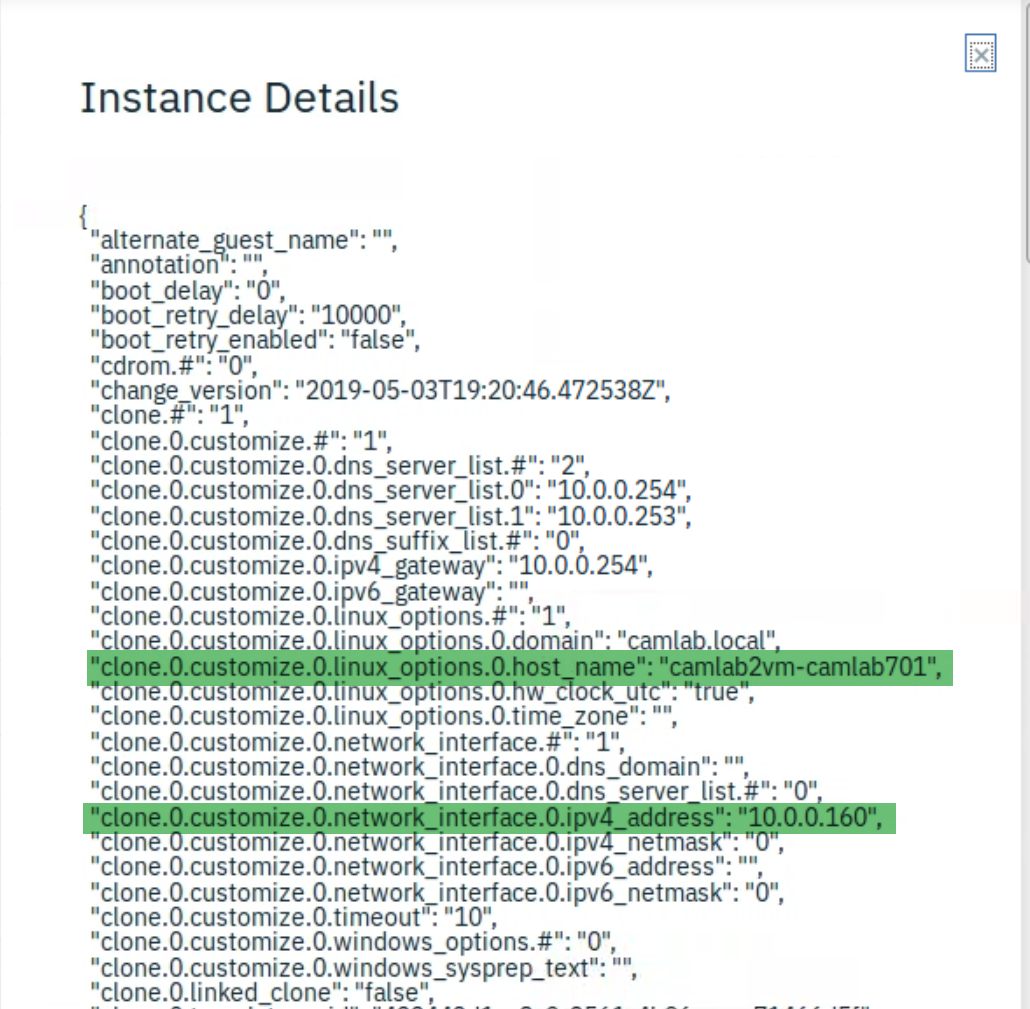 Instance Details
{
"alternate_guest_name": "",
"annotation": "",
"boot_delay": "0",
"boot_retry_delay": "10000",
"boot_retry_enabled": "false",
"cdrom.#": "0",
"change_version": "2019-05-03T19:20:46.472538Z",
"clone.#": "1",
"clone.0.customize.#": "1",
"clone.0.customize.0.dns_server_list.#": "2",
"clone.0.customize.0.dns_server_list.0": "10.0.0.254",
"clone.0.customize.0.dns_server_list.1": "10.0.0.253",
"clone.0.customize.0.dns_suffix_list.#": "0",
"clone.0.customize.0.ipv4_gateway": "10.0.0.254",
"clone.0.customize.0.ipv6_gateway": "",
"clone.0.customize.0.linux_options.#": "1",
"clone.0.customize.0.linux_options.0.domain": "camlab.local",
"clone.0.customize.0.linux_options.0.host_name": "camlab2vm-camlab701",
"clone.0.customize.0.linux_options.0.hw_clock_utc": "true",
"clone.0.customize.0.linux_options.0.time_zone": "",
"clone.0.customize.0.network_interface.#": "1",
"clone.0.customize.0.network_interface.0.dns_domain": "",
"clone.0.customize.0.network_interface.0.dns_server_list.#": "0",
"clone.0.customize.0.network_interface.0.ipv4_address": "10.0.0.160",
"clone.0.customize.0.network_interface.0.ipv4_netmask": "0",
"clone.0.customize.0.network_interface.0.ipv6_address": "",
"clone.0.customize.0.network_interface.0.ipv6_netmask": "0",
"clone.0.customize.0.timeout": "10",
"clone.0.customize.0.windows_options.#": "0",
"clone.0.customize.0.windows_sysprep_text": "",
"clone.0.linked_clone": "false",